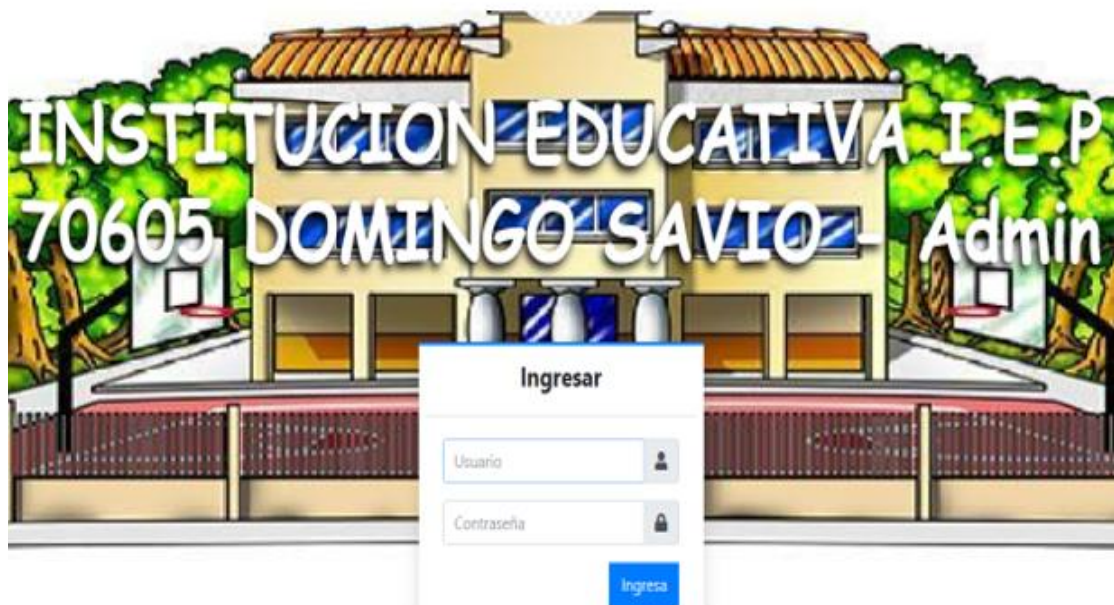 INSTITUCION EDUCATIVA I.E.P
70605 DOMINGO SAVIO - Admin
Ingresar
Usuario
Contraseña
Ingresa